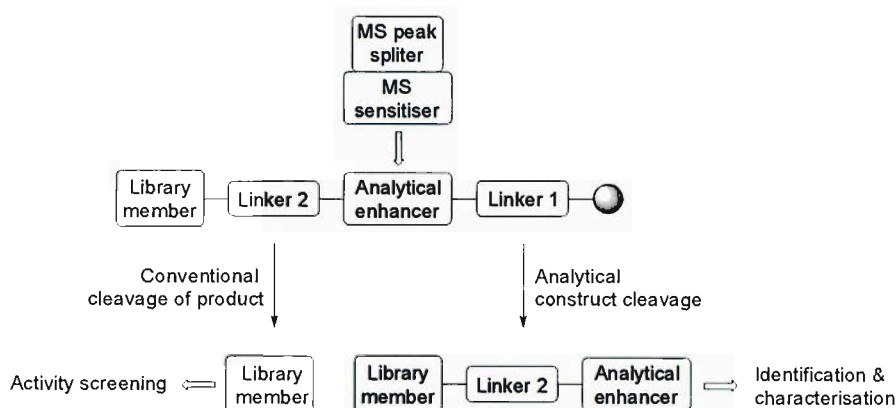 MS peak
spliter
MS
sensitiser
Library
member
Linker 2
Analytical
enhancer
Linker 1
Conventional
cleavage of product
Analytical
construct cleavage
Activity screening
Library
member
Library
member
Linker 2
Analytical
enhancer
Identification &
characterisation